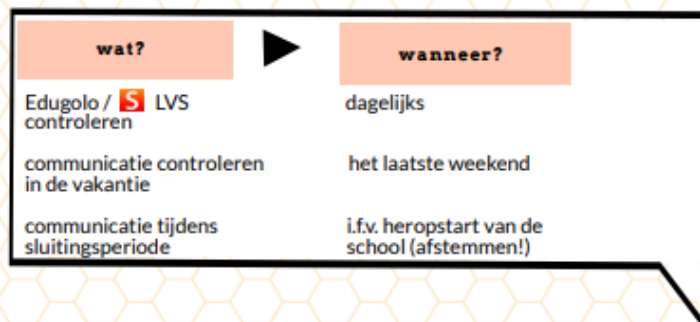 wat?
wanneer?
Edugolo / S LVS
controleren
dagelijks
communicatie controleren
in de vakantie
het laatste weekend
communicatie tijdens
sluitingsperiode
i.f.v. heropstart van de
school (afstemmen!)